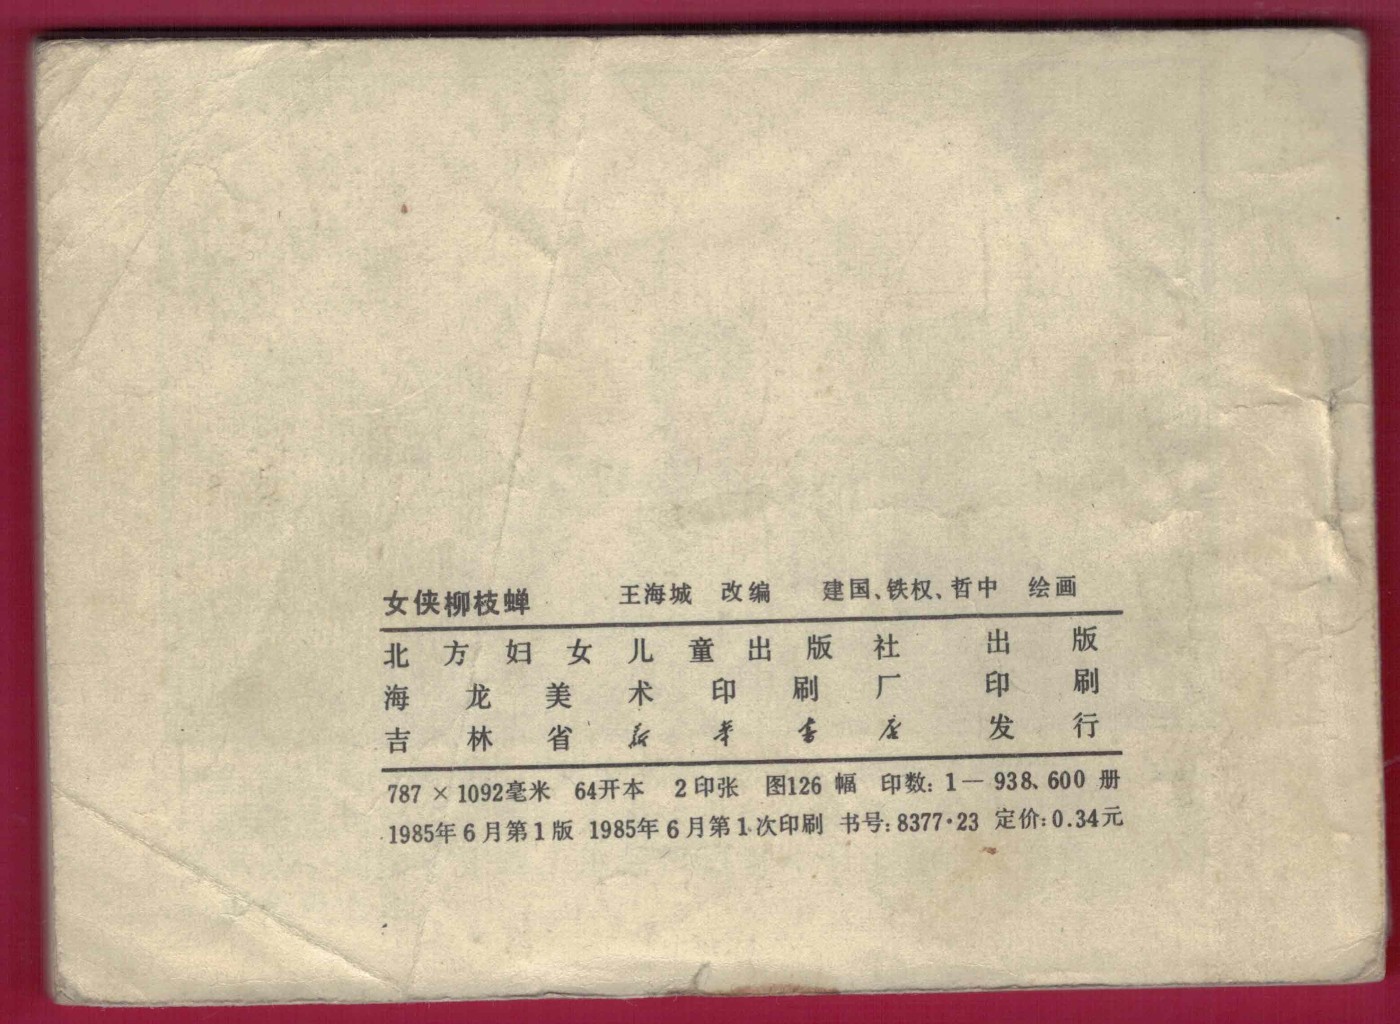 女侠柳枝蝉 王海城 改编 建国、铁权、哲中 绘画
北方妇女儿童出版社 出版
海龙美术印刷厂 印刷
吉林省新华书店 发行
787×1092毫米 64开本 2印张 图126幅 印数:1—938、600 册
1985年6月第1版 1985年6月第1次印刷 书号:8377·23 定价:0.34元